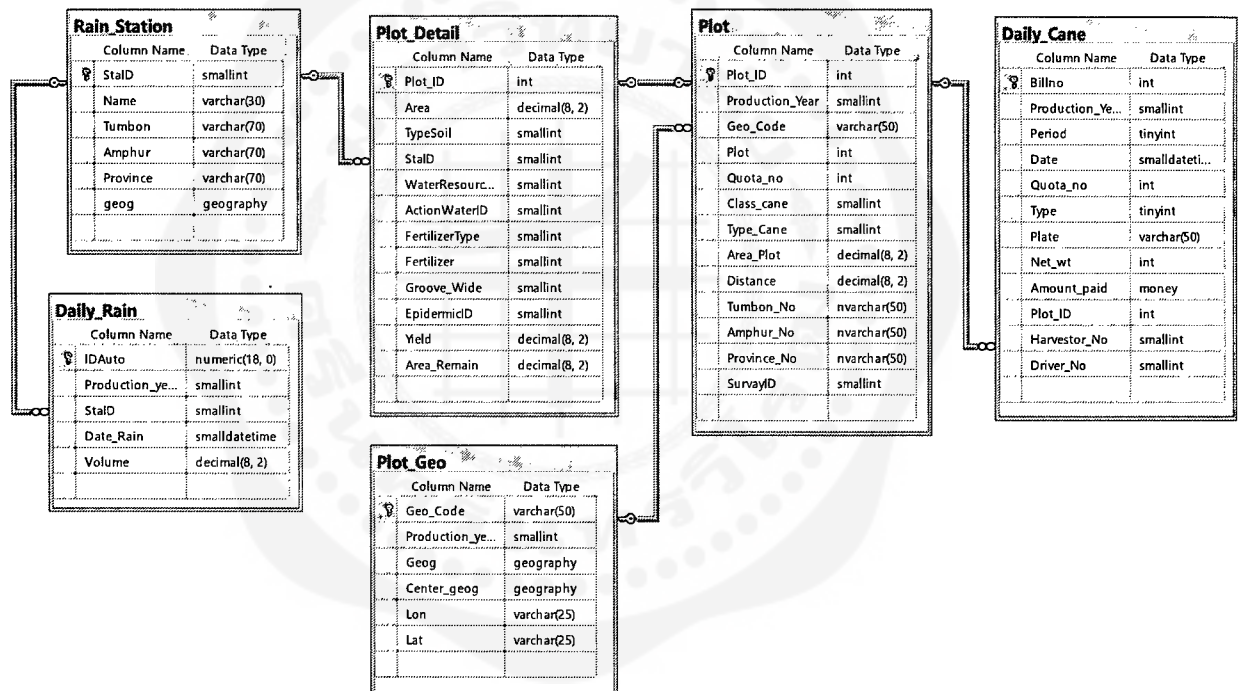 Rain_Station
Column Name Data Type
StaID smallint
Name varchar(30)
Tumbon varchar(70)
Amphur varchar(70)
Province varchar(70)
geog geography
Daily_Rain
Column Name Data Type
IDAuto numeric(18, 0)
Production_ye... smallint
StaID smallint
Date_Rain smalldatetime
Volume decimal(8, 2)
Plot_Detail
Column Name Data Type
Plot_ID int
Area decimal(8, 2)
TypeSoil smallint
StaID smallint
WaterResourc... smallint
ActionWaterID smallint
FertilizerType smallint
Fertilizer smallint
Groove_Wide smallint
EpidermicID smallint
Yield decimal(8, 2)
Area_Remain decimal(8, 2)
Plot_Geo
Column Name Data Type
Geo_Code varchar(50)
Production_ye... smallint
Geog geography
Center_geog geography
Lon varchar(25)
Lat varchar(25)
Plot
Column Name Data Type
Plot_ID int
Production_Year smallint
Geo_Code varchar(50)
Plot int
Quota_no int
Class_cane smallint
Type_Cane smallint
Area_Plot decimal(8, 2)
Distance decimal(8, 2)
Tumbon_No nvarchar(50)
Amphur_No nvarchar(50)
Province_No nvarchar(50)
SurvayID smallint
Daily_Cane
Column Name Data Type
Billno int
Production_Ye... smallint
Period tinyint
Date smalldateti...
Quota_no int
Type tinyint
Plate varchar(50)
Net_wt int
Amount_paid money
Plot_ID int
Harvestor_No smallint
Driver_No smallint